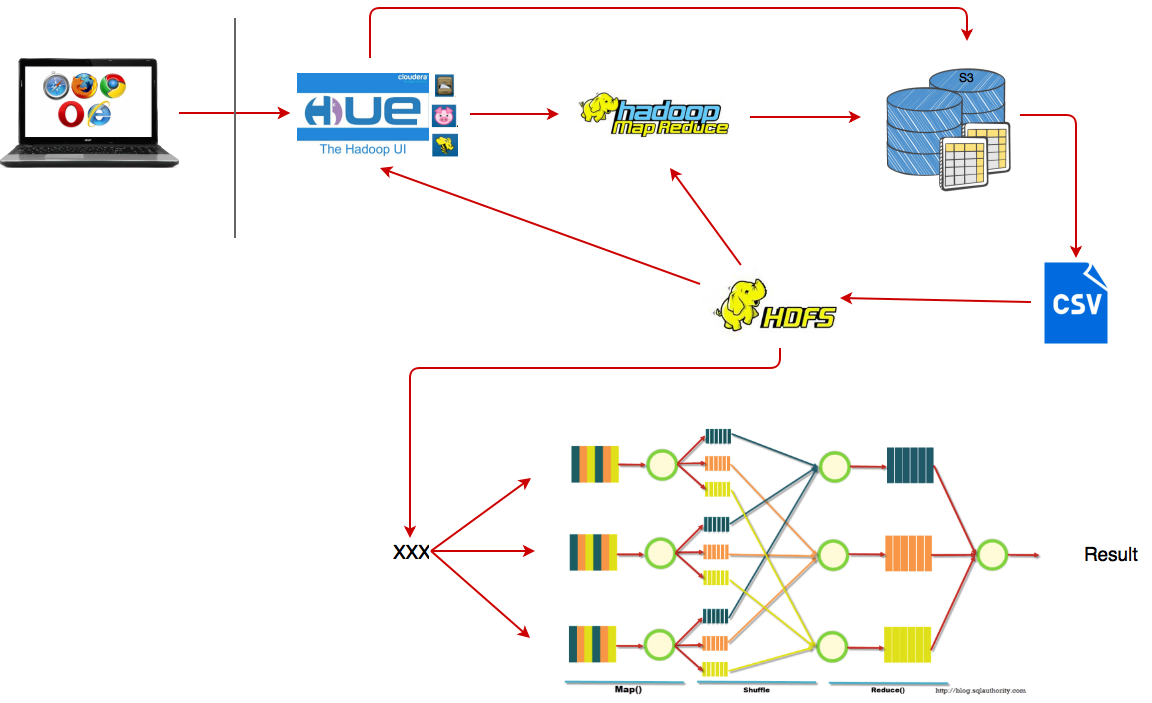 cloudera
HUE
The Hadoop UI
hadoop
Map Reduce
S3
CSV
HDFS
XXX
Result
Map()
Shuffle
Reduce()
http://blog.sqlauthority.com